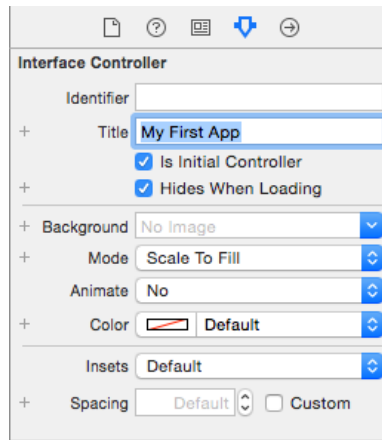 Interface Controller
Identifier
+ Title My First App
Is Initial Controller
+ Hides When Loading
+ Background No Image
+ Mode Scale To Fill
Animate No
+ Color Default
Insets Default
+ Spacing Default Custom